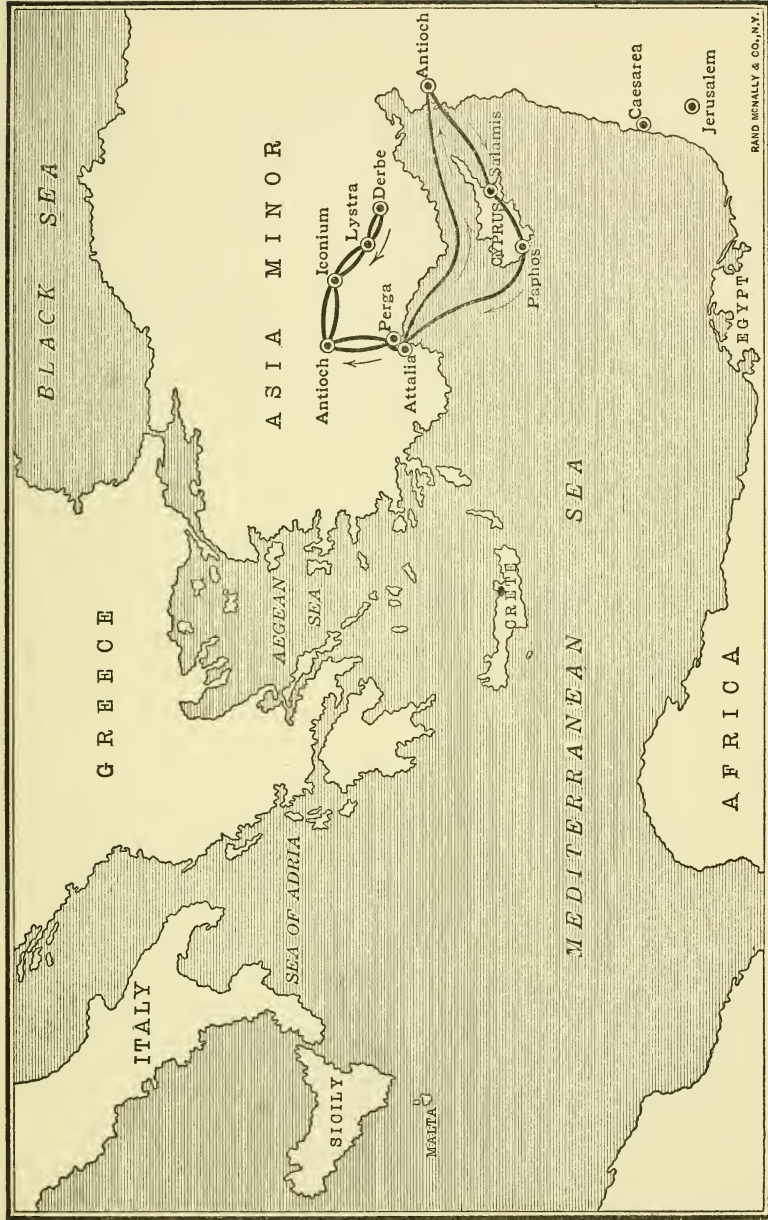 BLACK SEA
GREECE
ASIA MINOR
ITALY
AEGEAN
SEA
SEA OF ADRIA
SICILY
MALTA
Antioch
Iconium
Lystra
Derbe
Perga
Attalia
Antioch
CYPRUS
Salamis
Paphos
CRETE
MEDITERRANEAN SEA
Caesarea
Jerusalem
EGYPT
AFRICA
RAND MCNALLY & CO., N.Y.